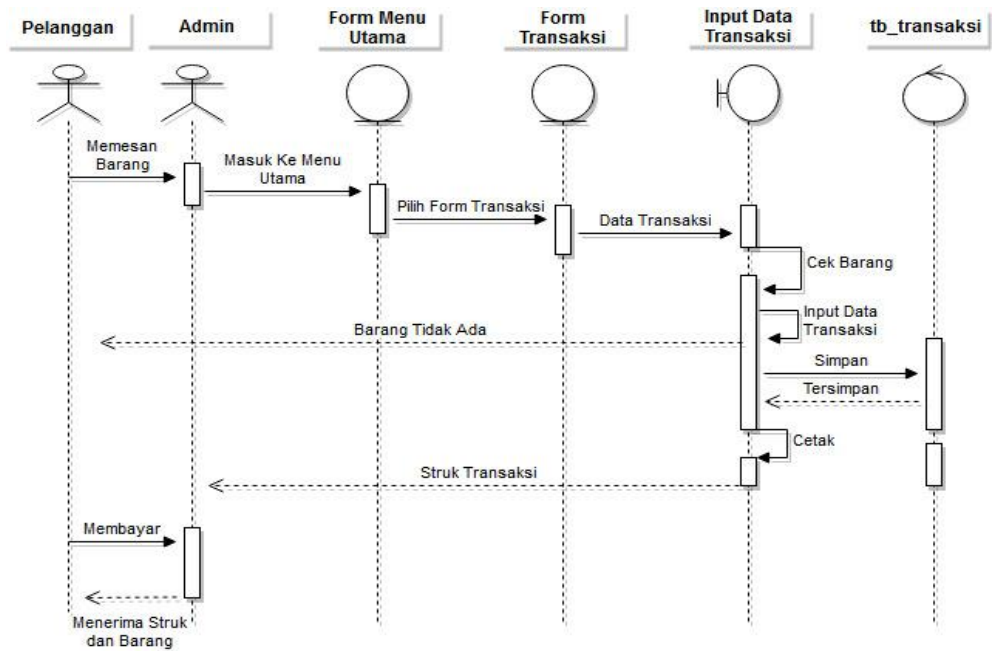 Pelanggan
Admin
Form Menu
Utama
Form
Transaksi
Input Data
Transaksi
tb_transaksi
Memesan
Barang
Masuk Ke Menu
Utama
Pilih Form Transaksi
Data Transaksi
Cek Barang
Input Data
Transaksi
Barang Tidak Ada
Simpan
Tersimpan
Cetak
Struk Transaksi
Membayar
Menerima Struk
dan Barang